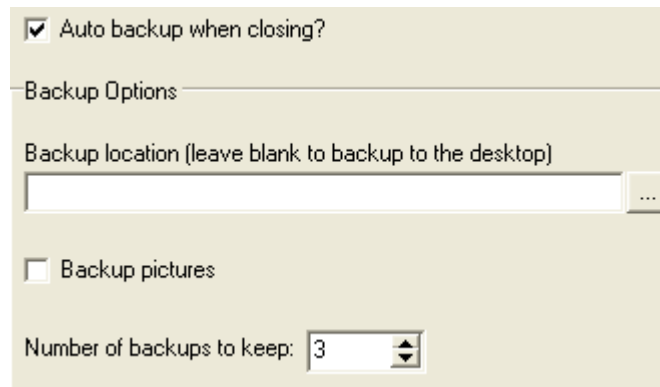 Auto backup when closing?
Backup Options
Backup location (leave blank to backup to the desktop)
...
Backup pictures
Number of backups to keep: 3